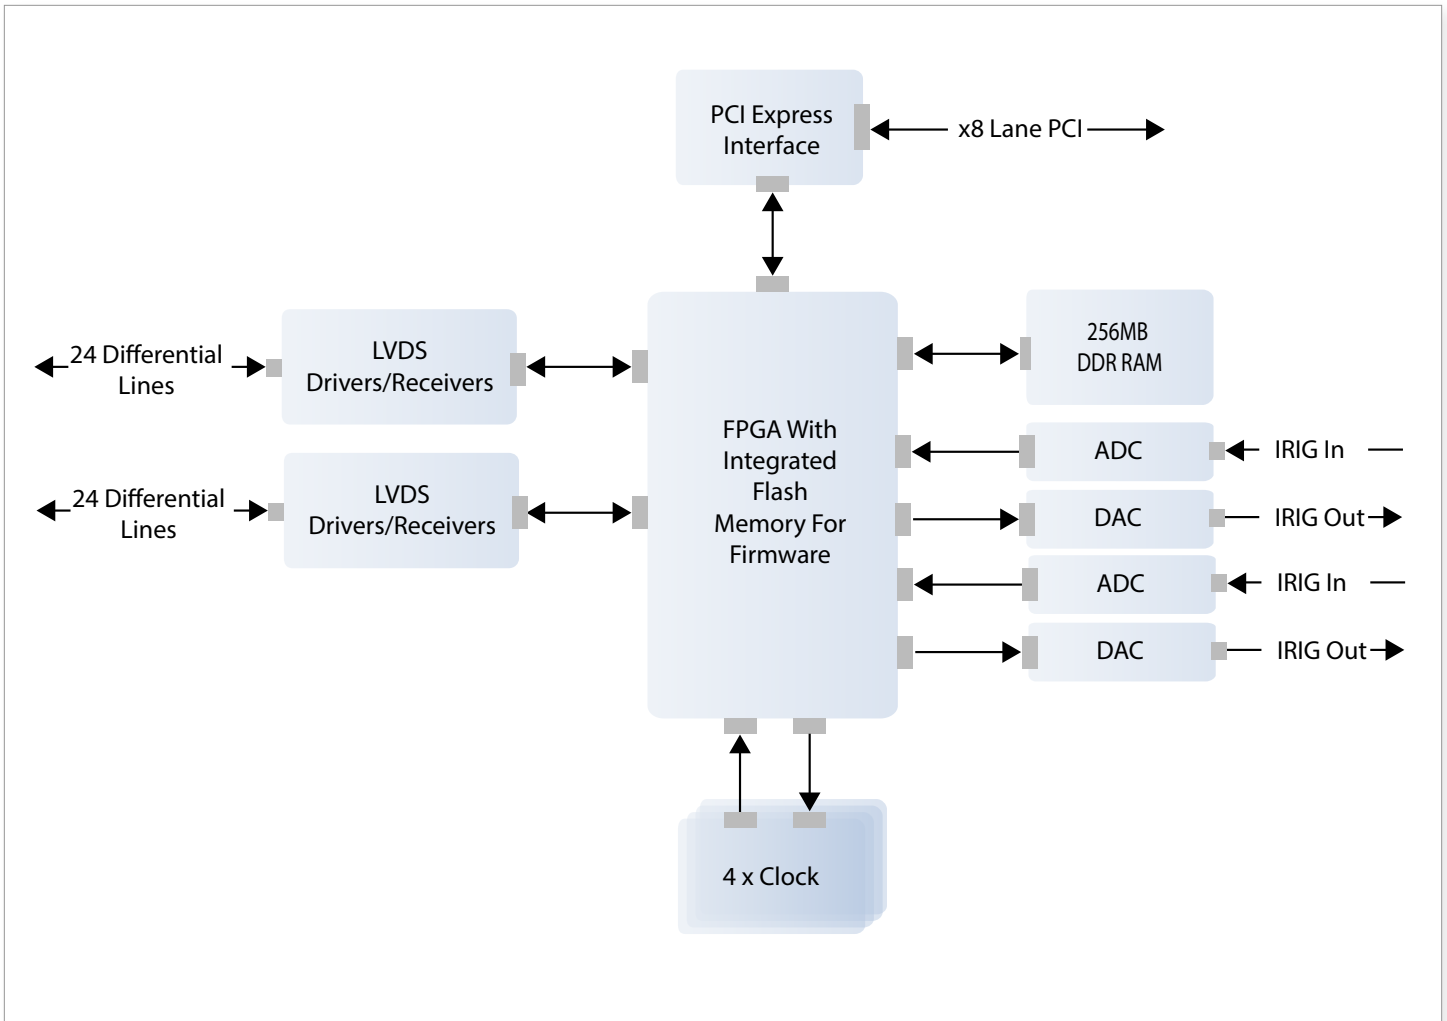 PCI Express
Interface
x8 Lane PCI
24 Differential
Lines
LVDS
Drivers/Receivers
24 Differential
Lines
LVDS
Drivers/Receivers
FPGA With
Integrated
Flash
Memory For
Firmware
256MB
DDR RAM
ADC
IRIG In
DAC
IRIG Out
ADC
IRIG In
DAC
IRIG Out
4 x Clock